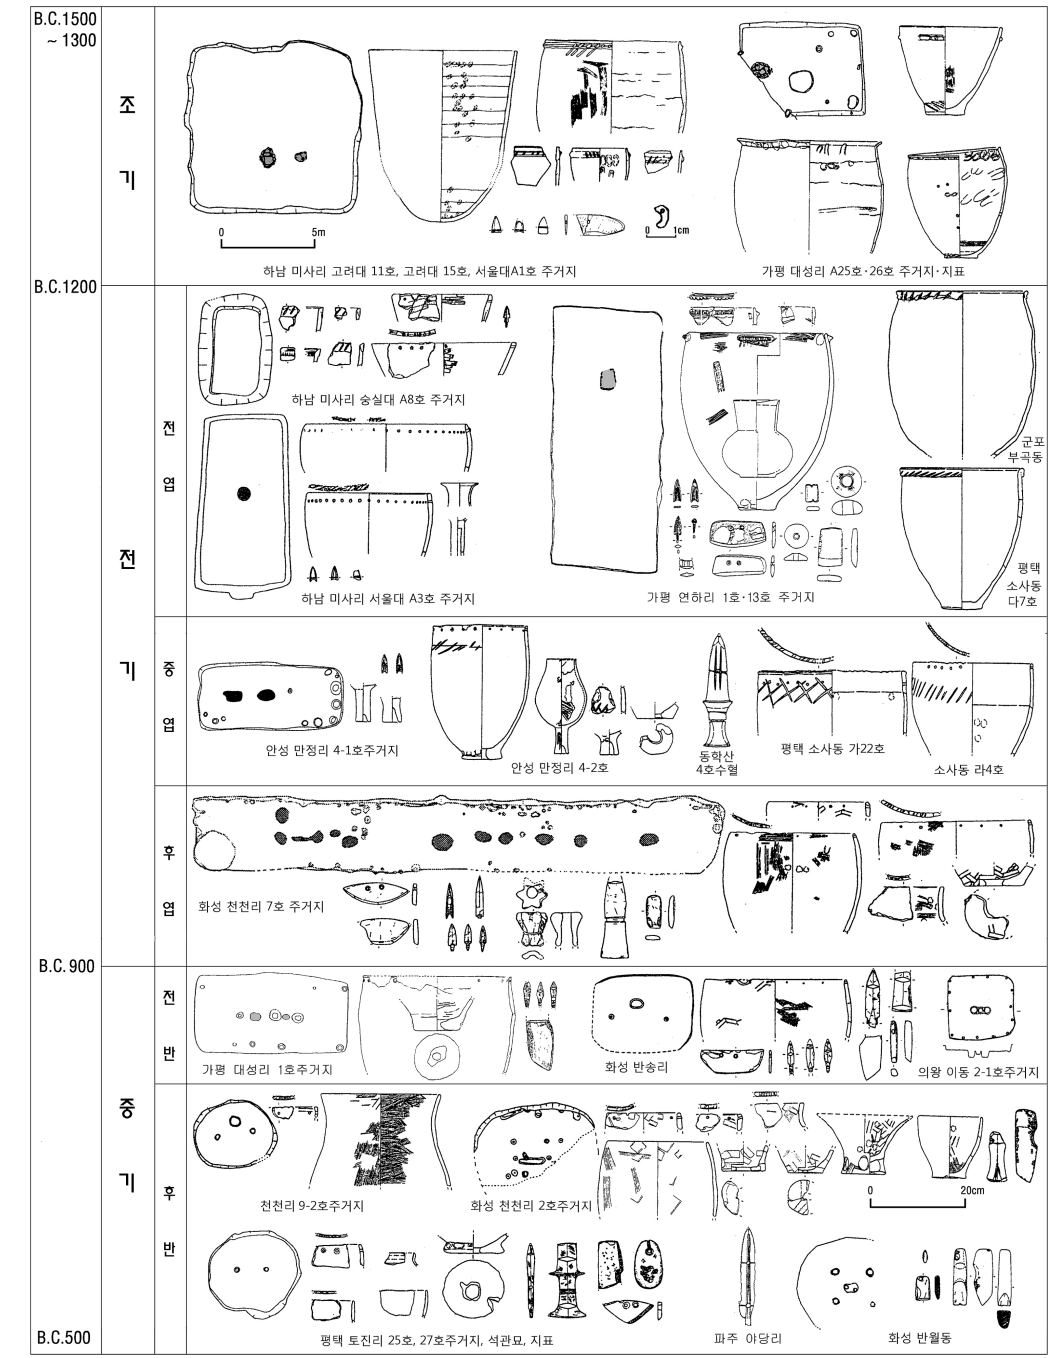 B.C.1500
~ 1300
조
기
0 5m
0 1cm
하남 미사리 고려대 11호, 고려대 15호, 서울대A1호 주거지
가평 대성리 A25호·26호 주거지·지표
B.C.1200
전
기
전
엽
하남 미사리 숭실대 A8호 주거지
하남 미사리 서울대 A3호 주거지
가평 연하리 1호·13호 주거지
군포
부곡동
평택
소사동
다7호
중
엽
안성 만정리 4-1호주거지
안성 만정리 4-2호
동학산
4호수혈
평택 소사동 가22호
소사동 라4호
후
엽
화성 천천리 7호 주거지
B.C.900
중
기
전
반
가평 대성리 1호주거지
화성 반송리
의왕 이동 2-1호주거지
후
반
천천리 9-2호주거지
화성 천천리 2호주거지
0 20cm
평택 토진리 25호, 27호주거지, 석관묘, 지표
파주 야당리
화성 반월동
B.C.500